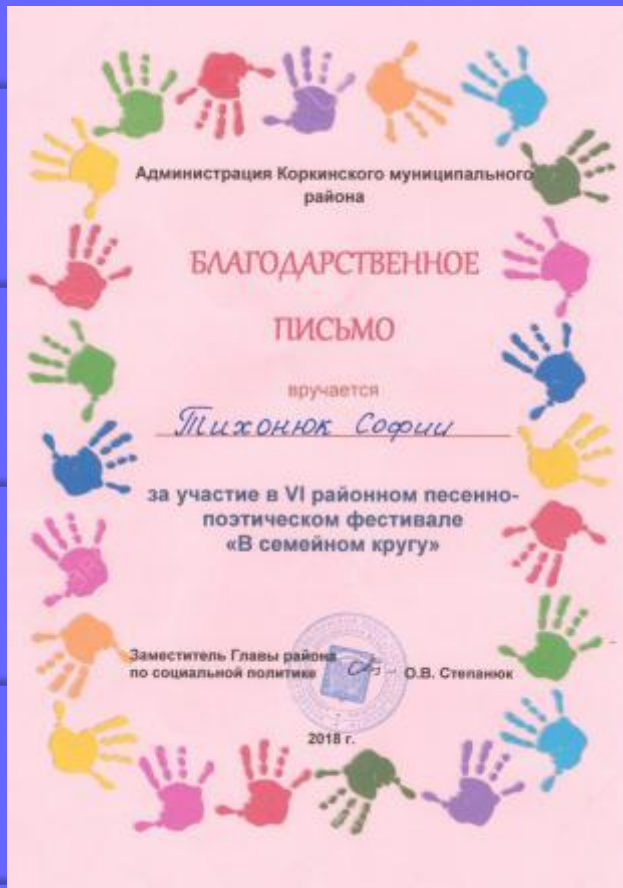 Администрация Коркинского муниципального
района
БЛАГОДАРСТВЕННОЕ
ПИСЬМО
вручается
Тихонюк Софии
за участие в VI районном песенно-
поэтическом фестивале
«В семейном кругу»
Заместитель Главы района
по социальной политике О.В. Степанюк
2018 г.